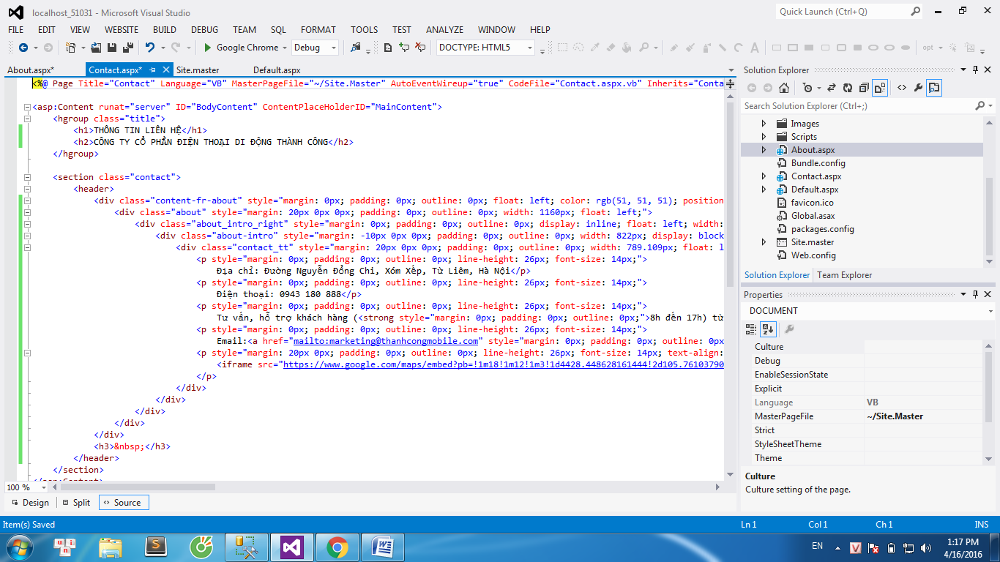 localhost_51031 - Microsoft Visual Studio
Quick Launch (Ctrl+Q)
FILE EDIT VIEW WEBSITE BUILD DEBUG TEAM SQL FORMAT TOOLS TEST ANALYZE WINDOW HELP
Google Chrome Debug DOCTYPE: HTML5 opt
About.aspx* Contact.aspx* Site.master Default.aspx
<%@ Page Title="Contact" Language="VB" MasterPageFile="~/Site.Master" AutoEventWireup="true" CodeFile="Contact.aspx.vb" Inherits="Conta
<asp:Content runat="server" ID="BodyContent" ContentPlaceHolderID="MainContent">
<hgroup class="title">
<h1>THÔNG TIN LIÊN HỆ</h1>
<h2>CÔNG TY CỔ PHẦN ĐIỆN THOẠI DI ĐỘNG THÀNH CÔNG</h2>
</hgroup>
<section class="contact">
<header>
<div class="content-fr-about" style="margin: 0px; padding: 0px; outline: 0px; float: left; color: rgb(51, 51, 51); position
<div class="about" style="margin: 20px 0px 0px; padding: 0px; outline: 0px; width: 1160px; float: left;">
<div class="about_intro_right" style="margin: 0px; padding: 0px; outline: 0px; display: inline; float: left; width:
<div class="about-intro" style="margin: -10px 0px 0px; padding: 0px; outline: 0px; width: 822px; display: block
<div class="contact_tt" style="margin: 20px 0px 0px; padding: 0px; outline: 0px; width: 789.109px; float: l
<p style="margin: 0px; padding: 0px; outline: 0px; line-height: 26px; font-size: 14px;">
Địa chỉ: Đường Nguyễn Đổng Chi, Xóm Xếp, Từ Liêm, Hà Nội</p>
<p style="margin: 0px; padding: 0px; outline: 0px; line-height: 26px; font-size: 14px;">
Điện thoại: 0943 180 888</p>
<p style="margin: 0px; padding: 0px; outline: 0px; line-height: 26px; font-size: 14px;">
Tư vấn, hỗ trợ khách hàng (<strong style="margin: 0px; padding: 0px; outline: 0px;">8h đến 17h) từ
<p style="margin: 0px; padding: 0px; outline: 0px; line-height: 26px; font-size: 14px;">
Email:<a href="mailto:marketing@thanhcongmobile.com" style="margin: 0px; padding: 0px; outline: 0px
<p style="margin: 20px 0px 0px; padding: 0px; outline: 0px; line-height: 26px; font-size: 14px; text-align:
<iframe src="https://www.google.com/maps/embed?pb=!1m18!1m12!1m3!1d4428.448628161444!2d105.76103790
</p>
</div>
</div>
</div>
</div>
</div>
<h3>&nbsp;</h3>
</header>
</section>
</asp:Content>
100 %
Design Split Source
Solution Explorer
Search Solution Explorer (Ctrl+;)
Images
Scripts
About.aspx
Bundle.config
Contact.aspx
Default.aspx
favicon.ico
Global.asax
packages.config
Site.master
Web.config
Solution Explorer Team Explorer
Properties
DOCUMENT
Culture
Debug
EnableSessionState
Explicit
Language VB
MasterPageFile ~/Site.Master
Strict
StyleSheetTheme
Theme
Culture
Culture setting of the page.
Item(s) Saved Ln 1 Col 1 Ch 1 INS
EN
1:17 PM
4/16/2016